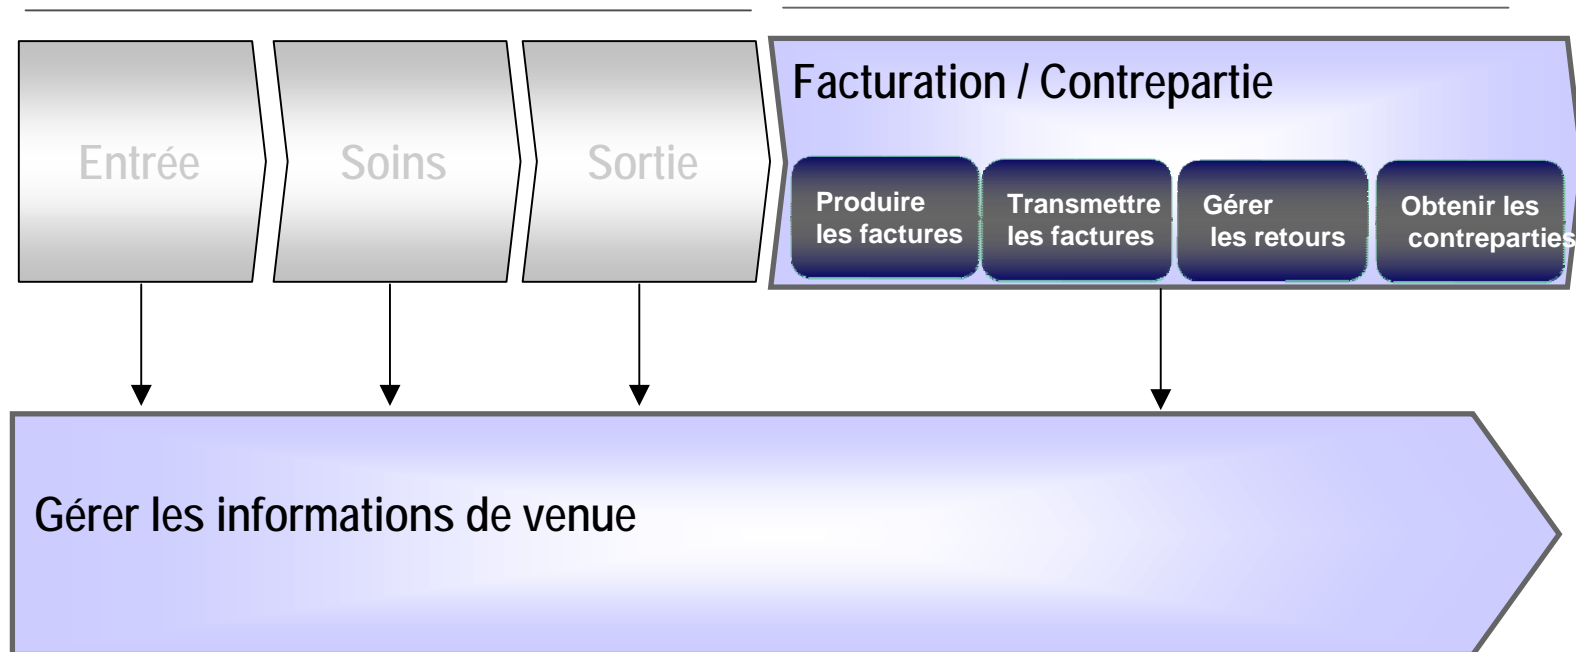 Facturation / Contrepartie
Entrée
Soins
Sortie
Produire
les factures
Transmettre
les factures
Gérer
les retours
Obtenir les
contreparties
Gérer les informations de venue